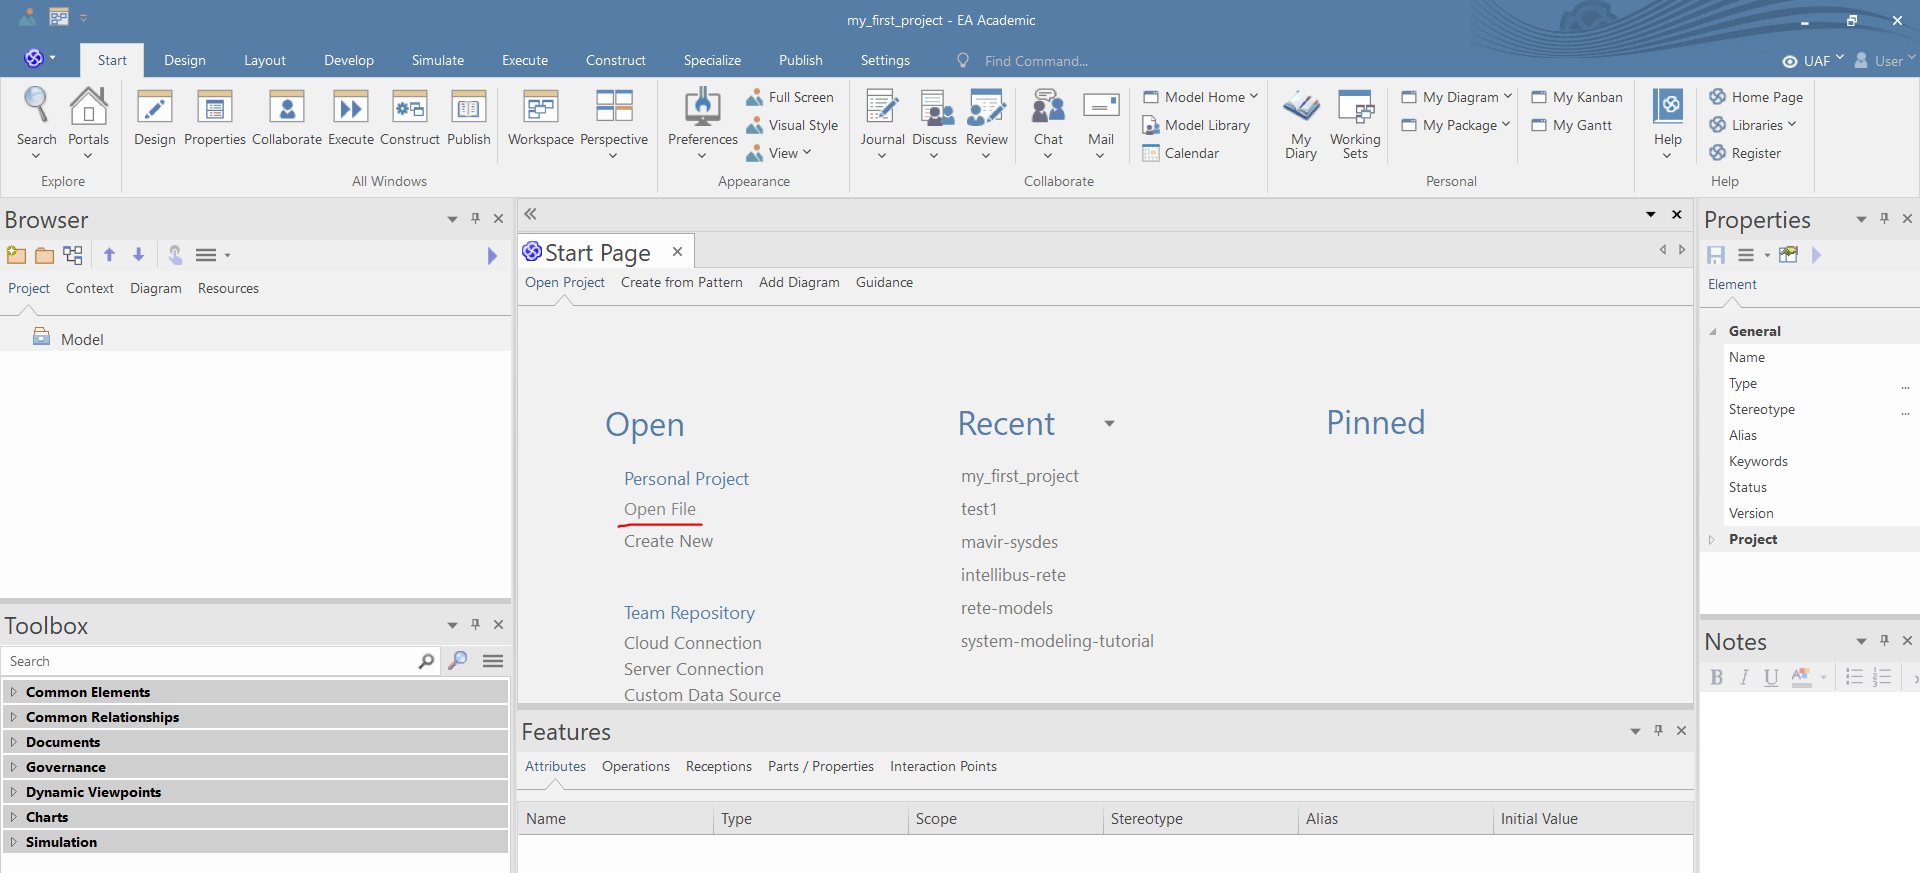 my_first_project - EA Academic
Start Design Layout Develop Simulate Execute Construct Specialize Publish Settings Find Command... UAF User
Search Portals Design Properties Collaborate Execute Construct Publish Workspace Perspective Preferences Full Screen Journal Discuss Review Chat Mail Model Home My Diary Working Sets My Diagram My Kanban Help Home Page
Visual Style Model Library My Package My Gantt Libraries
View Calendar Register
Explore All Windows Appearance Collaborate Personal Help
Browser
Project Context Diagram Resources
Model
Toolbox
Search
Common Elements
Common Relationships
Documents
Governance
Dynamic Viewpoints
Charts
Simulation
Start Page
Open Project Create from Pattern Add Diagram Guidance
Open
Personal Project
Open File
Create New
Team Repository
Cloud Connection
Server Connection
Custom Data Source
Recent
my_first_project
test1
mavir-sysdes
intellibus-rete
rete-models
system-modeling-tutorial
Pinned
Features
Attributes Operations Receptions Parts / Properties Interaction Points
Name Type Scope Stereotype Alias Initial Value
Properties
Element
General
Name
Type ...
Stereotype ...
Alias
Keywords
Status
Version
Project
Notes
B I U A